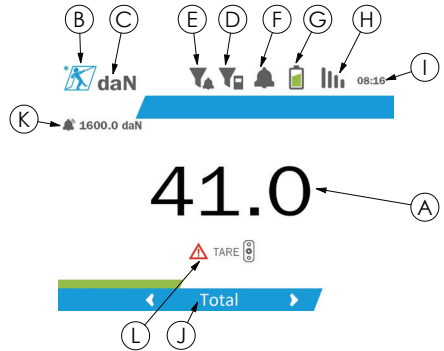 B C E D F G H
daN 08:16 I
K 1600.0 daN
41.0 A
TARE
Total
L J